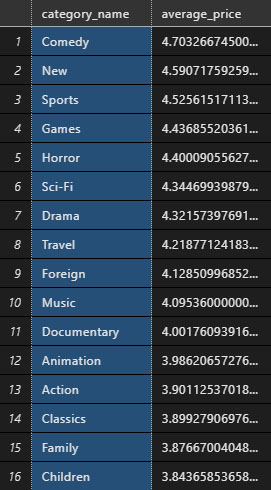 category_name average_price
1 Comedy 4.70326674500...
2 New 4.59071759259...
3 Sports 4.52561517113...
4 Games 4.43685520361...
5 Horror 4.40009055627...
6 Sci-Fi 4.34469939879...
7 Drama 4.32157397691...
8 Travel 4.21877124183...
9 Foreign 4.12850996852...
10 Music 4.09536000000...
11 Documentary 4.00176093916...
12 Animation 3.98620657276...
13 Action 3.90112537018...
14 Classics 3.89927906976...
15 Family 3.87667004048...
16 Children 3.84365853658...